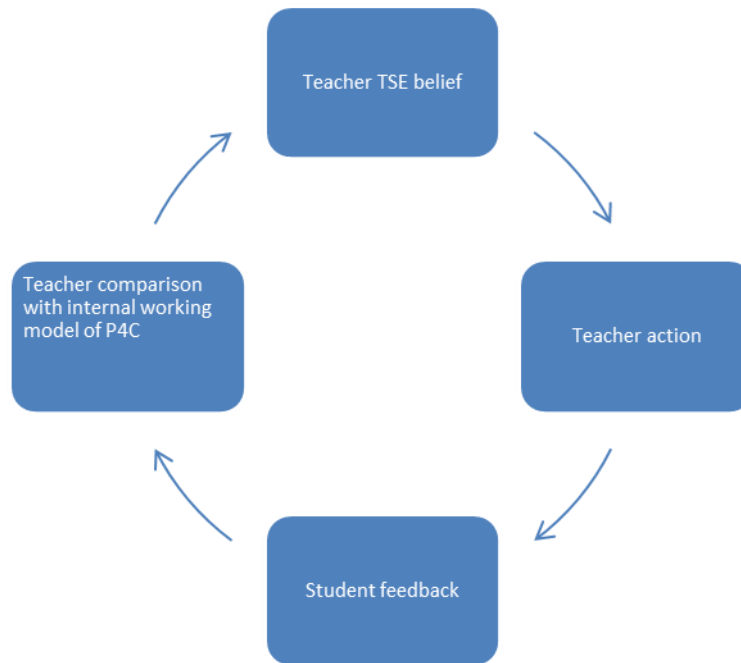 Teacher TSE belief
Teacher comparison
with internal working
model of P4C
Teacher action
Student feedback